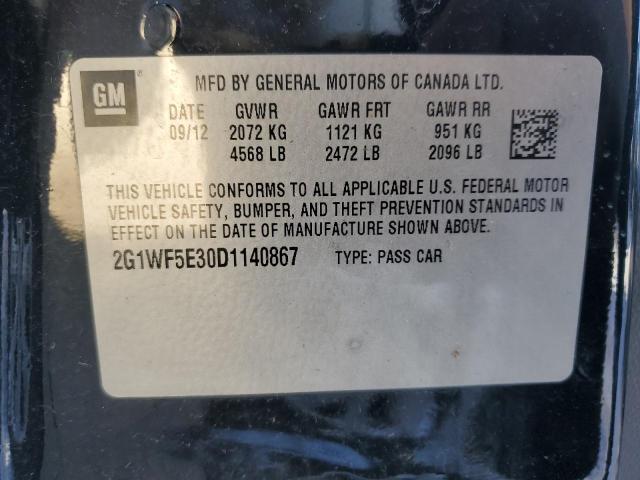 GM
MFD BY GENERAL MOTORS OF CANADA LTD.
DATE GVWR GAWR FRT GAWR RR
09/12 2072 KG 1121 KG 951 KG
4568 LB 2472 LB 2096 LB
THIS VEHICLE CONFORMS TO ALL APPLICABLE U.S. FEDERAL MOTOR
VEHICLE SAFETY, BUMPER, AND THEFT PREVENTION STANDARDS IN
EFFECT ON THE DATE OF MANUFACTURE SHOWN ABOVE.
2G1WF5E30D1140867 TYPE: PASS CAR